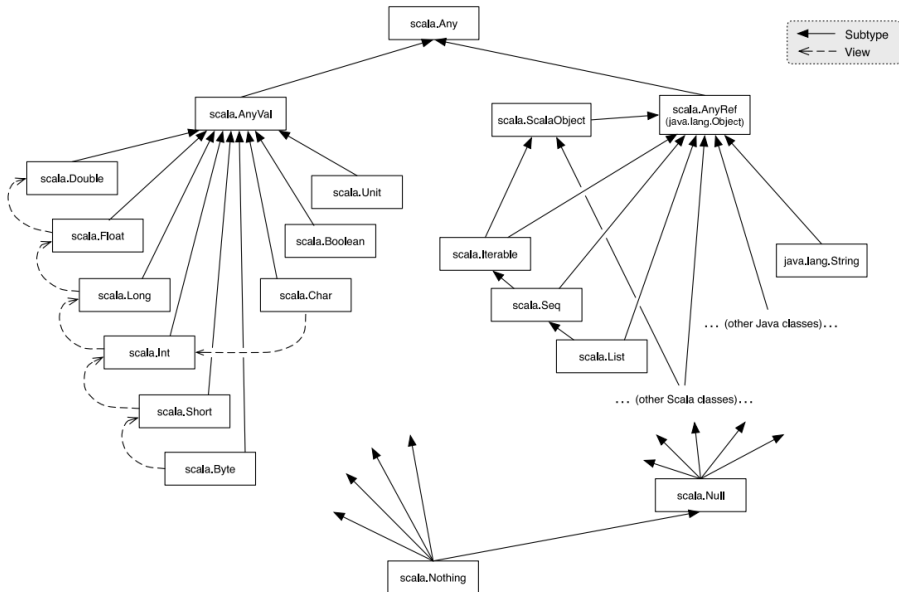 scala.Any
Subtype
View
scala.AnyVal
scala.AnyRef
(java.lang.Object)
scala.ScalaObject
scala.Double
scala.Unit
scala.Float
scala.Boolean
scala.Iterable
java.lang.String
scala.Long
scala.Char
scala.Seq
... (other Java classes)...
scala.Int
scala.List
scala.Short
... (other Scala classes)...
scala.Byte
scala.Null
scala.Nothing